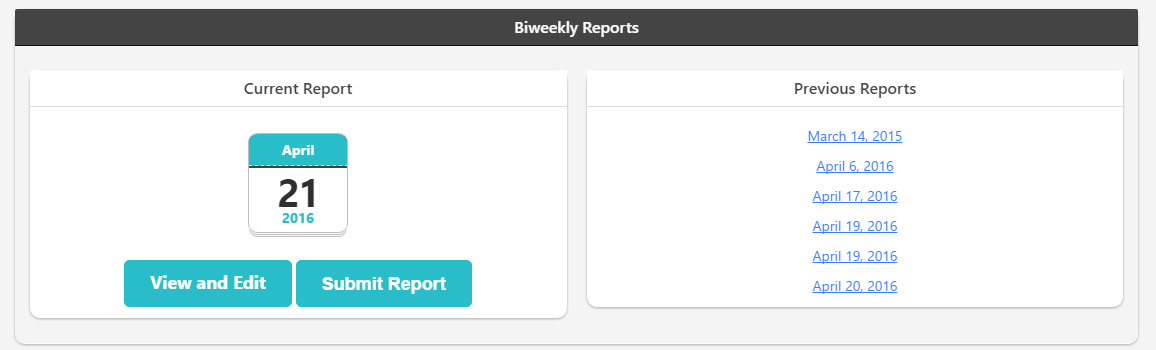 Biweekly Reports
Current Report
April
21
2016
View and Edit
Submit Report
Previous Reports
March 14, 2015
April 6, 2016
April 17, 2016
April 19, 2016
April 19, 2016
April 20, 2016